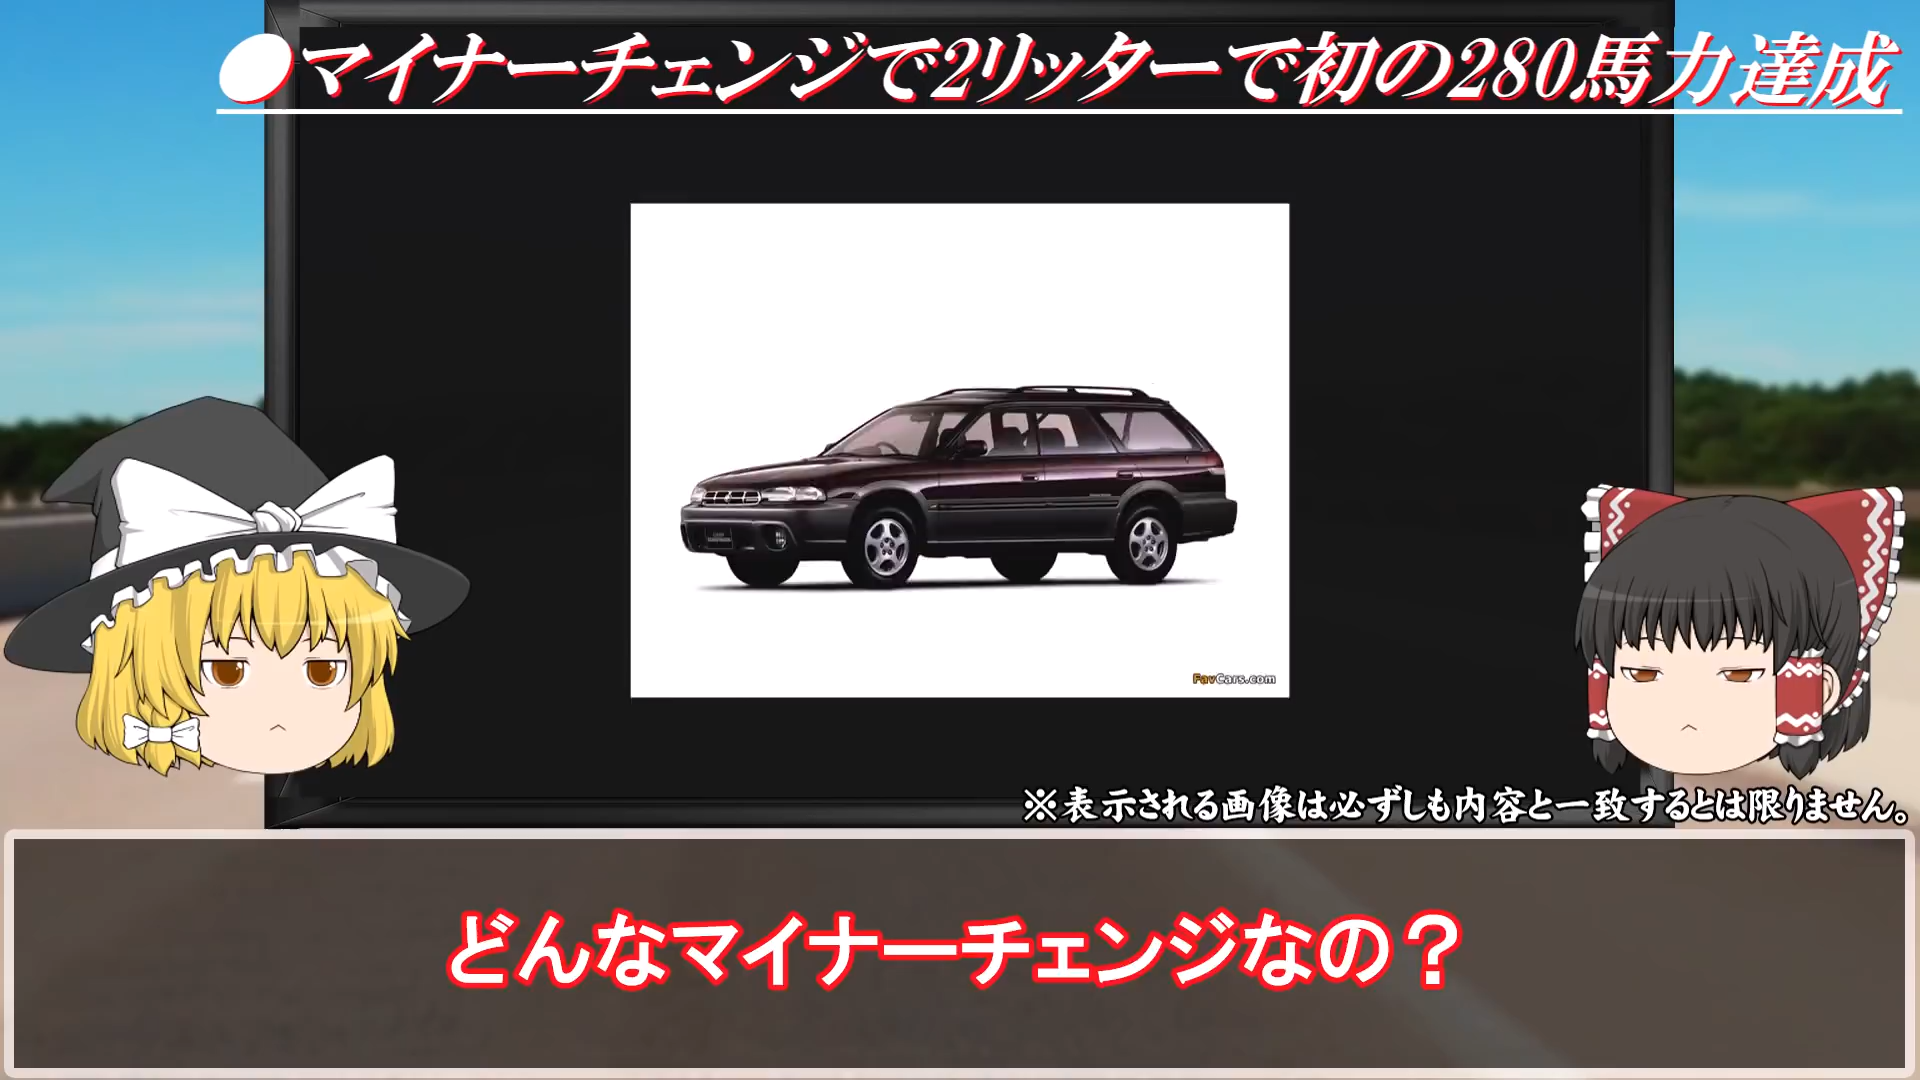 ●マイナーチェンジで2リッターで初の280馬力達成
FavCars.com
※表示される画像は必ずしも内容と一致するとは限りません。
どんなマイナーチェンジなの？